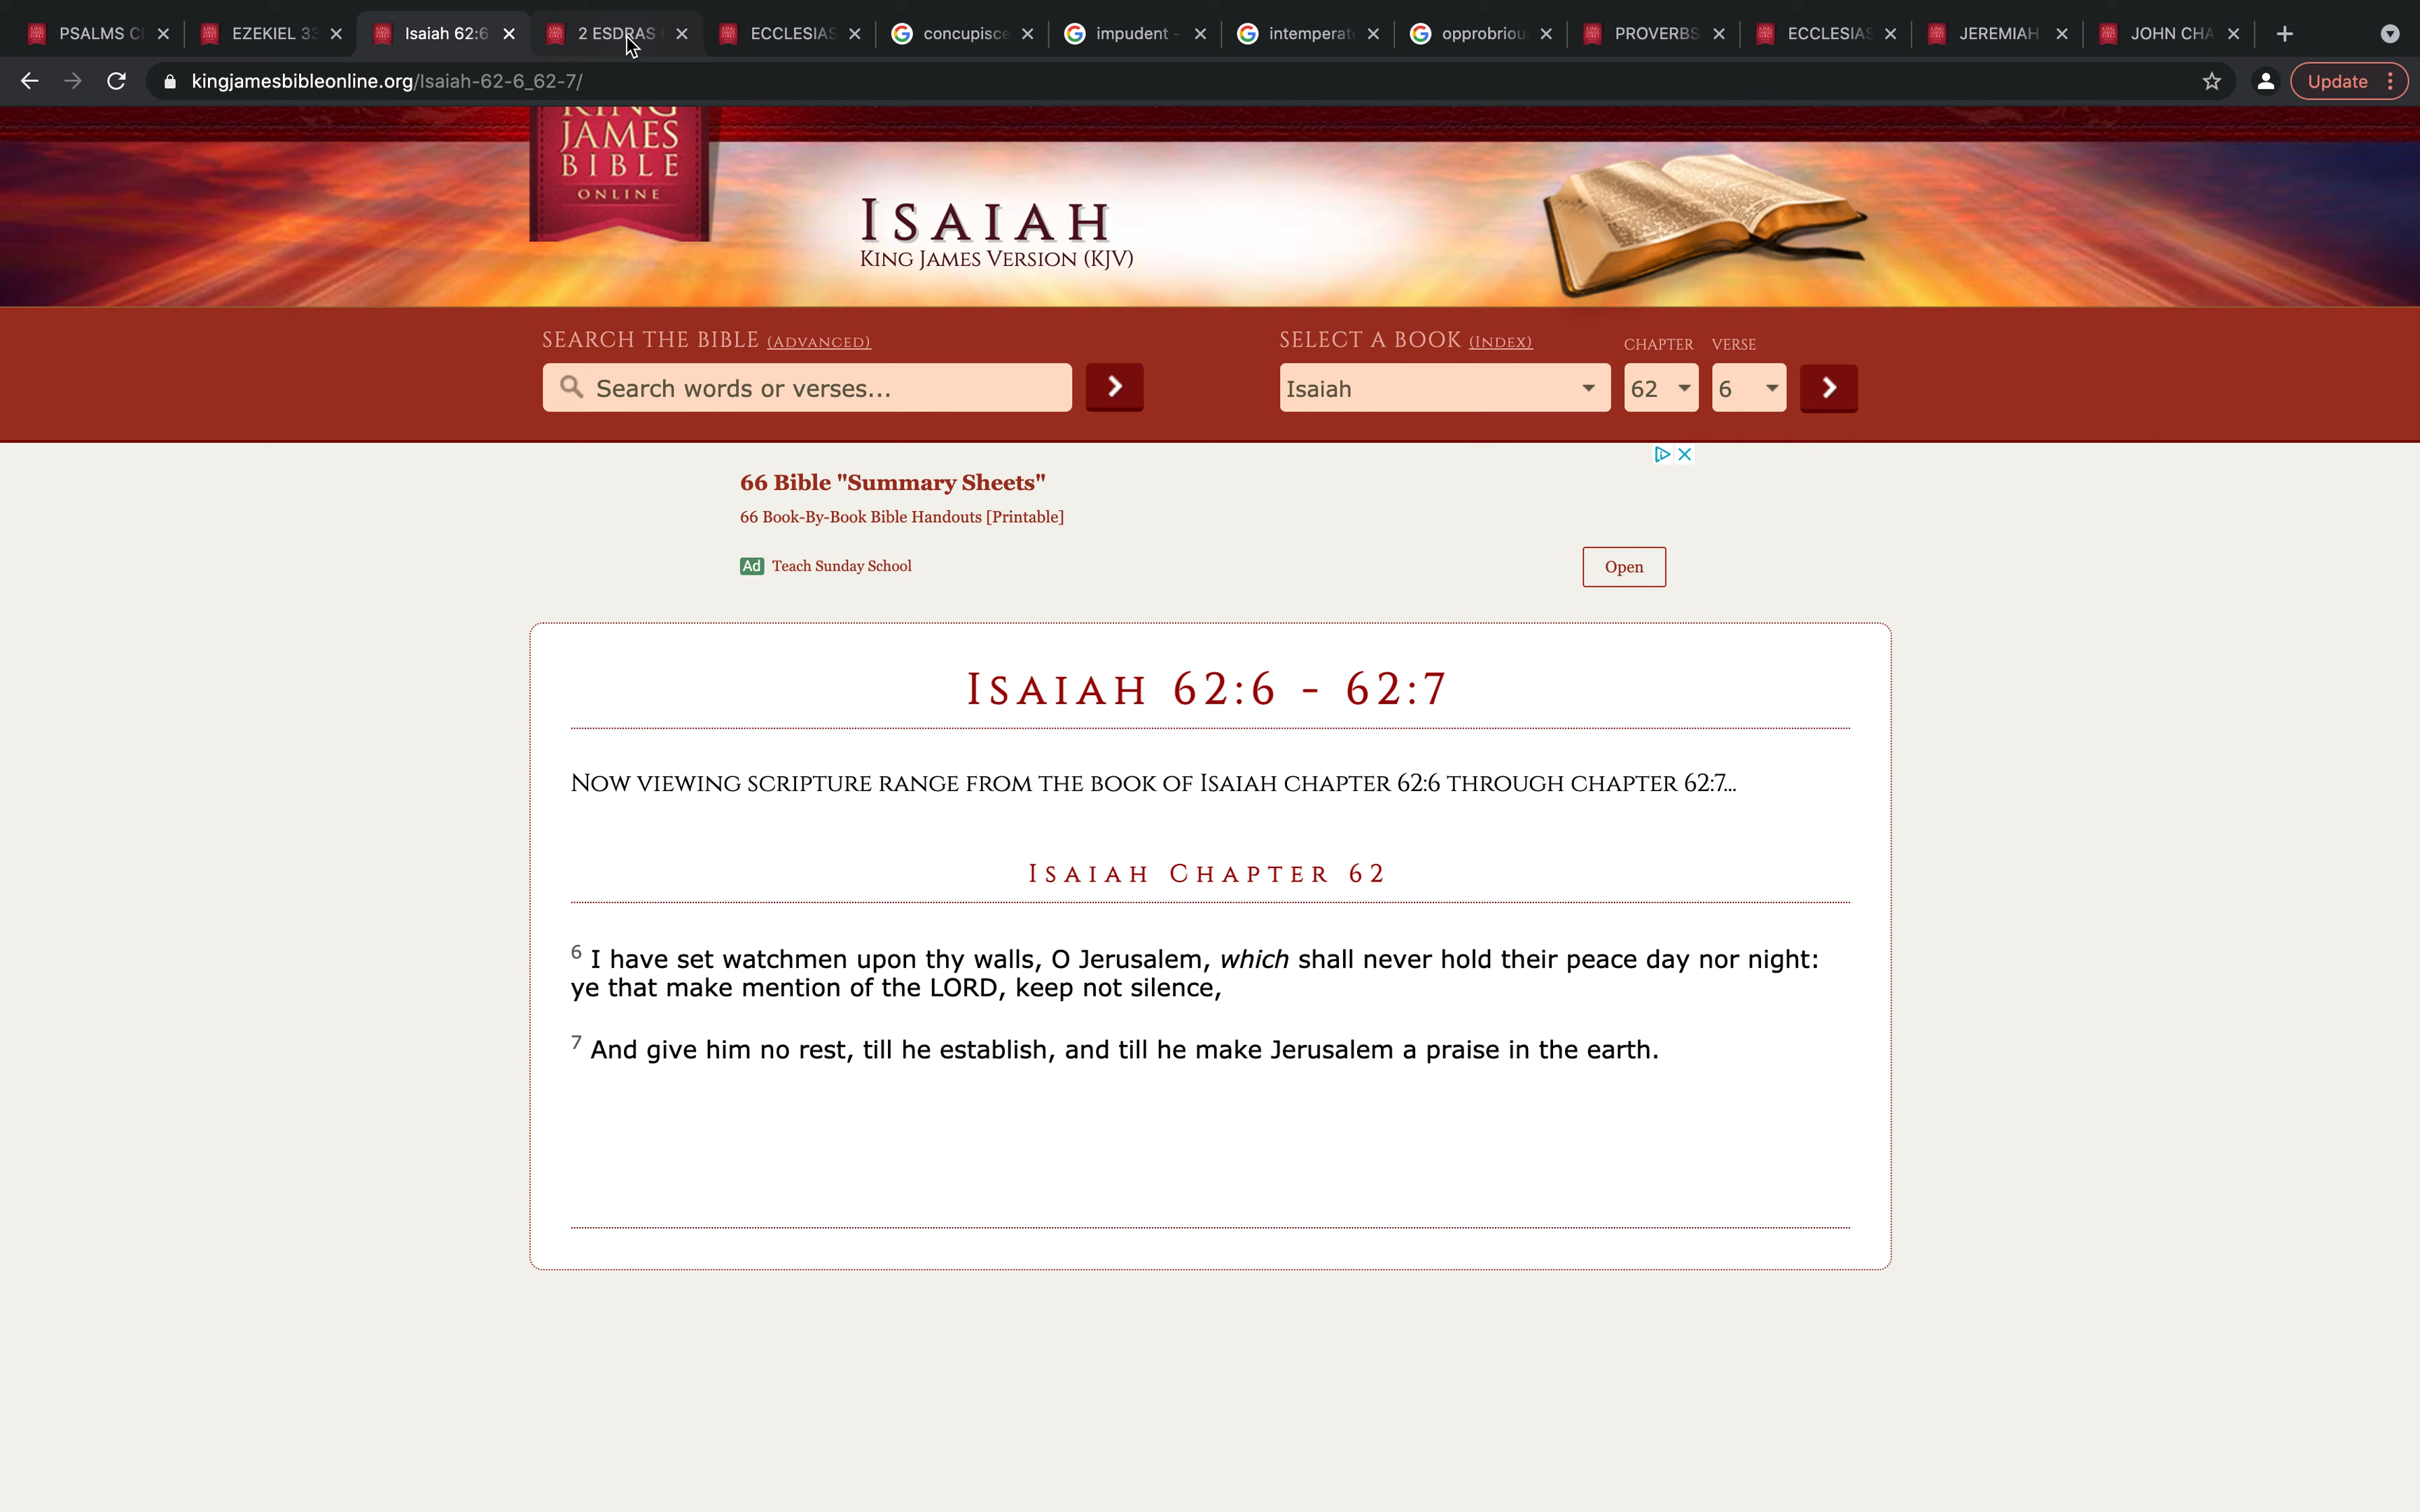 PSALMS C
EZEKIEL 33
Isaiah 62:6
2 ESDRAS
ECCLESIAS
concupisce
impudent -
intemperat
opprobriou
PROVERBS
ECCLESIAS
JEREMIAH
JOHN CHA
kingjamesbibleonline.org/Isaiah-62-6_62-7/
Update
KING
JAMES
BIBLE
ONLINE
ISAIAH
KING JAMES VERSION (KJV)
SEARCH THE BIBLE (ADVANCED)
Search words or verses...
SELECT A BOOK (INDEX)
CHAPTER
VERSE
Isaiah
62
6
66 Bible "Summary Sheets"
66 Book-By-Book Bible Handouts [Printable]
Ad Teach Sunday School
Open
ISAIAH 62:6 - 62:7
NOW VIEWING SCRIPTURE RANGE FROM THE BOOK OF ISAIAH CHAPTER 62:6 THROUGH CHAPTER 62:7...
ISAIAH CHAPTER 62
6 I have set watchmen upon thy walls, O Jerusalem, which shall never hold their peace day nor night:
ye that make mention of the LORD, keep not silence,
7 And give him no rest, till he establish, and till he make Jerusalem a praise in the earth.